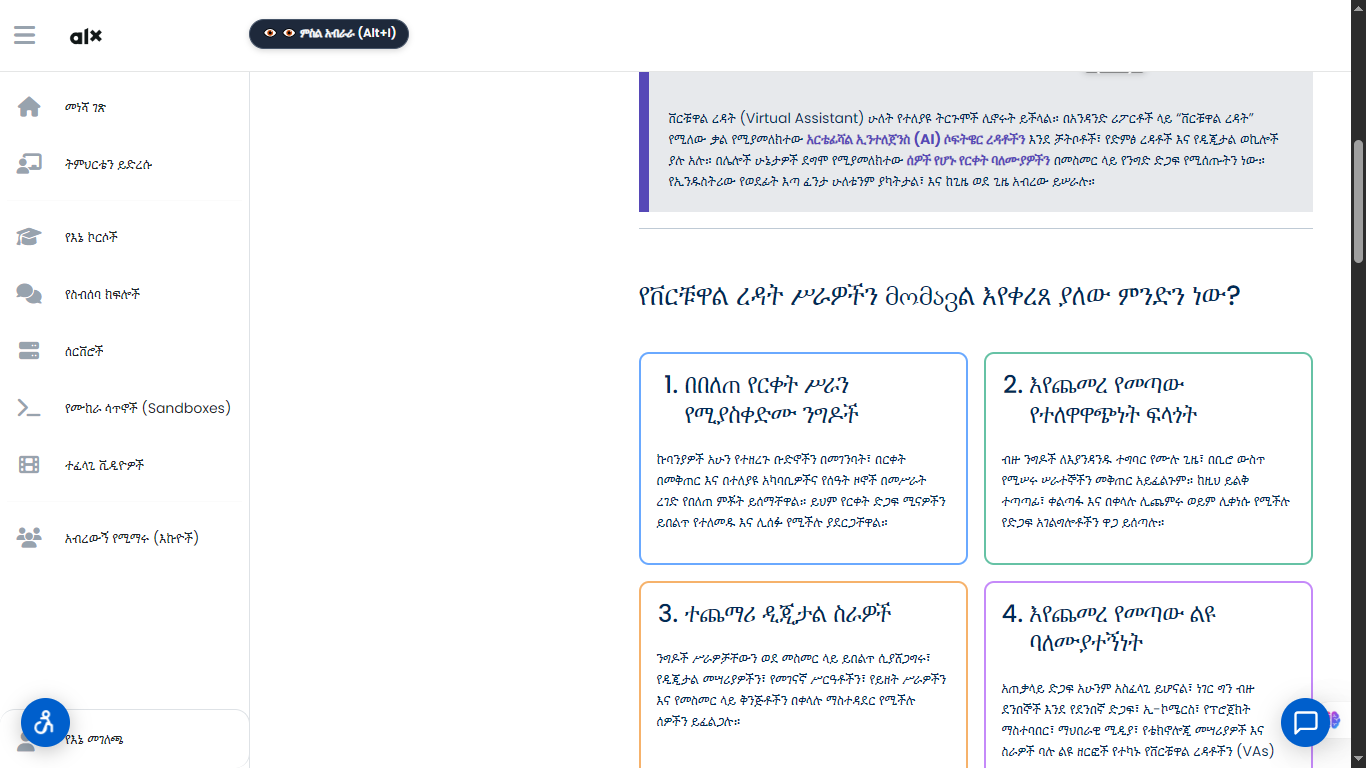 alx
ምስል አብራራ (Alt+I)
መነሻ ገጽ
ትምህርቴን ይድረሱ
የእኔ ኮርሶች
የስብሰባ ክፍሎች
ሰርቨሮች
የሙከራ ሳጥኖች (Sandboxes)
ተፈላጊ ቪዲዮዎች
አብረውኝ የሚማሩ (እኩዮች)
የእኔ መገለጫ
ቨርቹዋል ረዳት (Virtual Assistant) ሁለት የተለያዩ ትርጉሞች ሊኖሩት ይችላል። በአንዳንድ ሪፖርቶች ላይ “ቨርቹዋል ረዳት”
የሚለው ቃል የሚያመለክተው አርቴፊሻል ኢንተለጀንስ (AI) ሶፍትዌር ረዳቶችን እንደ ቻትቦቶች፣ የድምፅ ረዳቶች እና የዲጂታል ወኪሎች
ያሉ አሉ። በሌሎች ሁኔታዎች ደግሞ የሚያመለክተው ሰዎች የሆኑ የርቀት ባለሙያዎችን በመስመር ላይ የንግድ ድጋፍ የሚሰጡትን ነው።
የኢንዱስትሪው የወደፊት እጣ ፈንታ ሁለቱንም ያካትታል፣ እና ከጊዜ ወደ ጊዜ አብረው ይሠራሉ።
የቨርቹዋል ረዳት ሥራዎችን მომავል እየቀረጸ ያለው ምንድን ነው?
1. በበለጠ የርቀት ሥራን
የሚያስቀድሙ ንግዶች
ኩባንያዎች አሁን የተዘረጉ ቡድኖችን በመገንባት፣ በርቀት
በመቅጠር እና በተለያዩ አካባቢዎችና የሰዓት ዞኖች በመሥራት
ረገድ የበለጠ ምቾት ይሰማቸዋል። ይህም የርቀት ድጋፍ ሚናዎችን
ይበልጥ የተለመዱ እና ሊሰፉ የሚችሉ ያደርጋቸዋል።
2. እየጨመረ የመጣው
የተለዋዋጭነት ፍላጎት
ብዙ ንግዶች ለእያንዳንዱ ተግባር የሙሉ ጊዜ፣ በቢሮ ውስጥ
የሚሠሩ ሠራተኞችን መቅጠር አይፈልጉም። ከዚህ ይልቅ
ተጣጣፊ፣ ቀልጣፋ እና በቀላሉ ሊጨምሩ ወይም ሊቀነሱ የሚችሉ
የድጋፍ አገልግሎቶችን ዋጋ ይሰጣሉ።
3. ተጨማሪ ዲጂታል ስራዎች
ንግዶች ሥራዎቻቸውን ወደ መስመር ላይ ይበልጥ ሲያሸጋግሩ፣
የዲጂታል መሣሪያዎችን፣ የመገናኛ ሥርዓቶችን፣ የይዘት ሥራዎችን
እና የመስመር ላይ ቅንጅቶችን በቀላሉ ማስተዳደር የሚችሉ
ሰዎችን ይፈልጋሉ።
4. እየጨመረ የመጣው ልዩ
ባለሙያተኝነት
አጠቃላይ ድጋፍ አሁንም አስፈላጊ ይሆናል፣ ነገር ግን ብዙ
ደንበኞች እንደ የደንበኛ ድጋፍ፣ ኢ-ኮሜርስ፣ የፕሮጀክት
ማስተባበር፣ ማህበራዊ ሚዲያ፣ የቴክኖሎጂ መሣሪያዎች እና
ስራዎች ባሉ ልዩ ዘርፎች የተካኑ የቨርቹዋል ረዳቶችን (VAs)